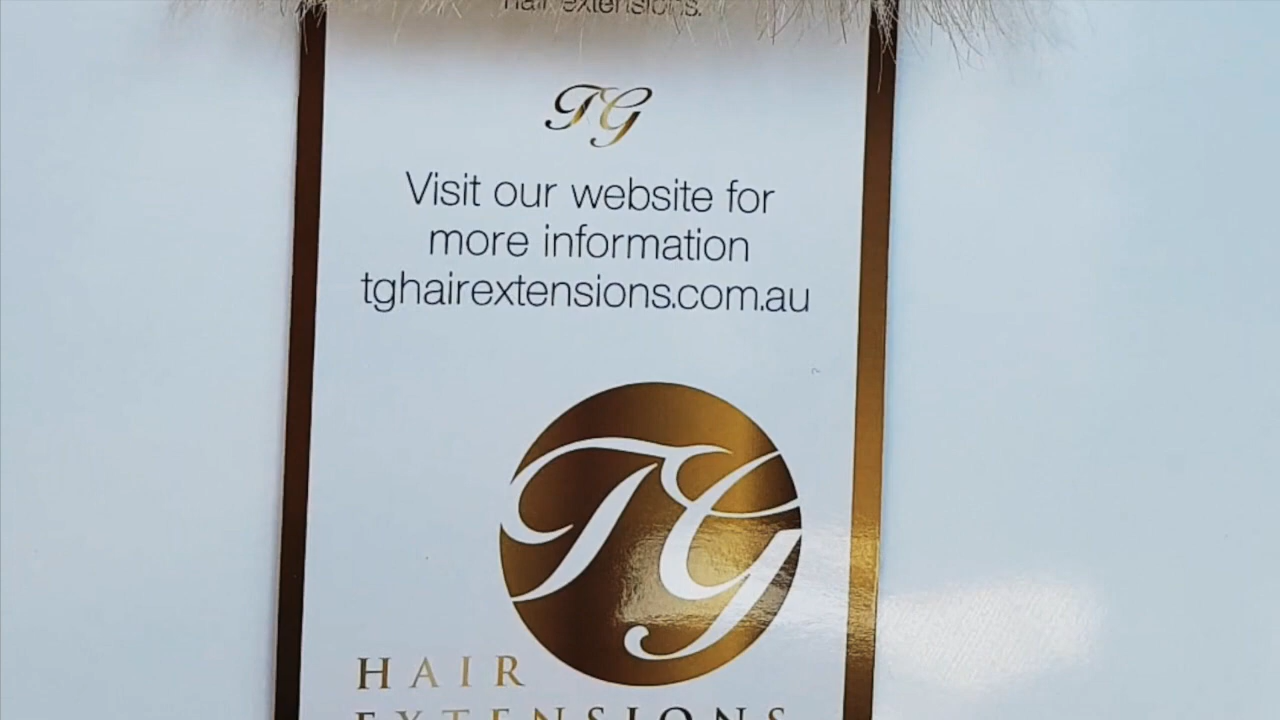 hair extensions.
TG
Visit our website for
more information
tghairextensions.com.au
TG
HAIR
EXTENSIONS